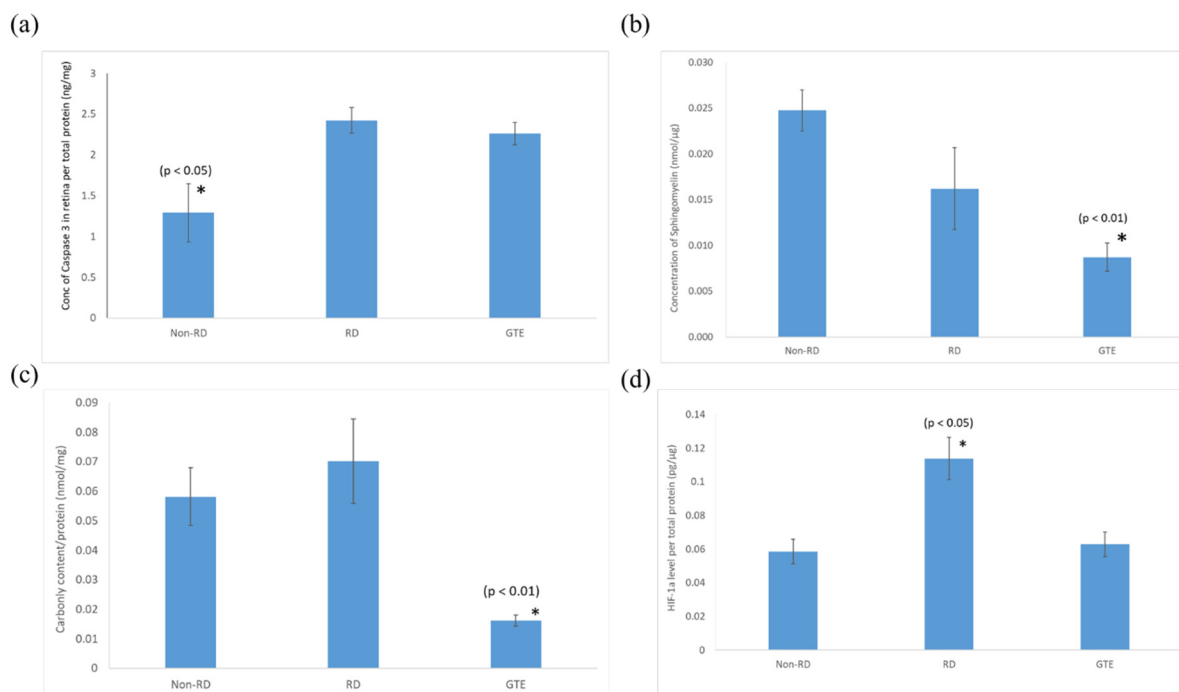 (a)
Conc of Caspase 3 in retina per total protein (ng/mg)
3
2.5
2
1.5
1
0.5
0
(p < 0.05)
*
Non-RD
RD
GTE
(b)
Concentration of Sphingomyelin (nmol/µg)
0.030
0.025
0.020
0.015
0.010
0.005
0.000
(p < 0.01)
*
Non-RD
RD
GTE
(c)
Carbonly content/protein (nmol/mg)
0.09
0.08
0.07
0.06
0.05
0.04
0.03
0.02
0.01
0
(p < 0.01)
*
Non-RD
RD
GTE
(d)
HIF-1a level per total protein (pg/µg)
0.14
0.12
0.1
0.08
0.06
0.04
0.02
0
(p < 0.05)
*
Non-RD
RD
GTE